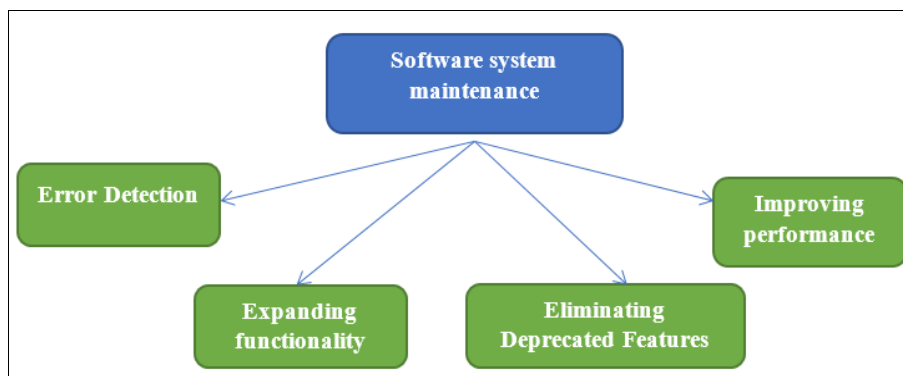 Software system
maintenance
Error Detection
Improving
performance
Expanding
functionality
Eliminating
Deprecated Features